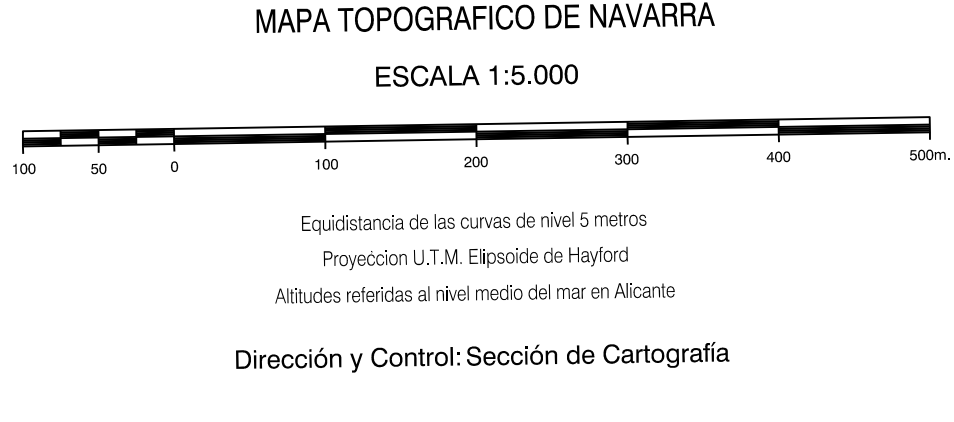 MAPA TOPOGRAFICO DE NAVARRA
ESCALA 1:5.000
100 50 0 100 200 300 400 500m.
Equidistancia de las curvas de nivel 5 metros
Proyección U.T.M. Elipsoide de Hayford
Altitudes referidas al nivel medio del mar en Alicante
Dirección y Control: Sección de Cartografía